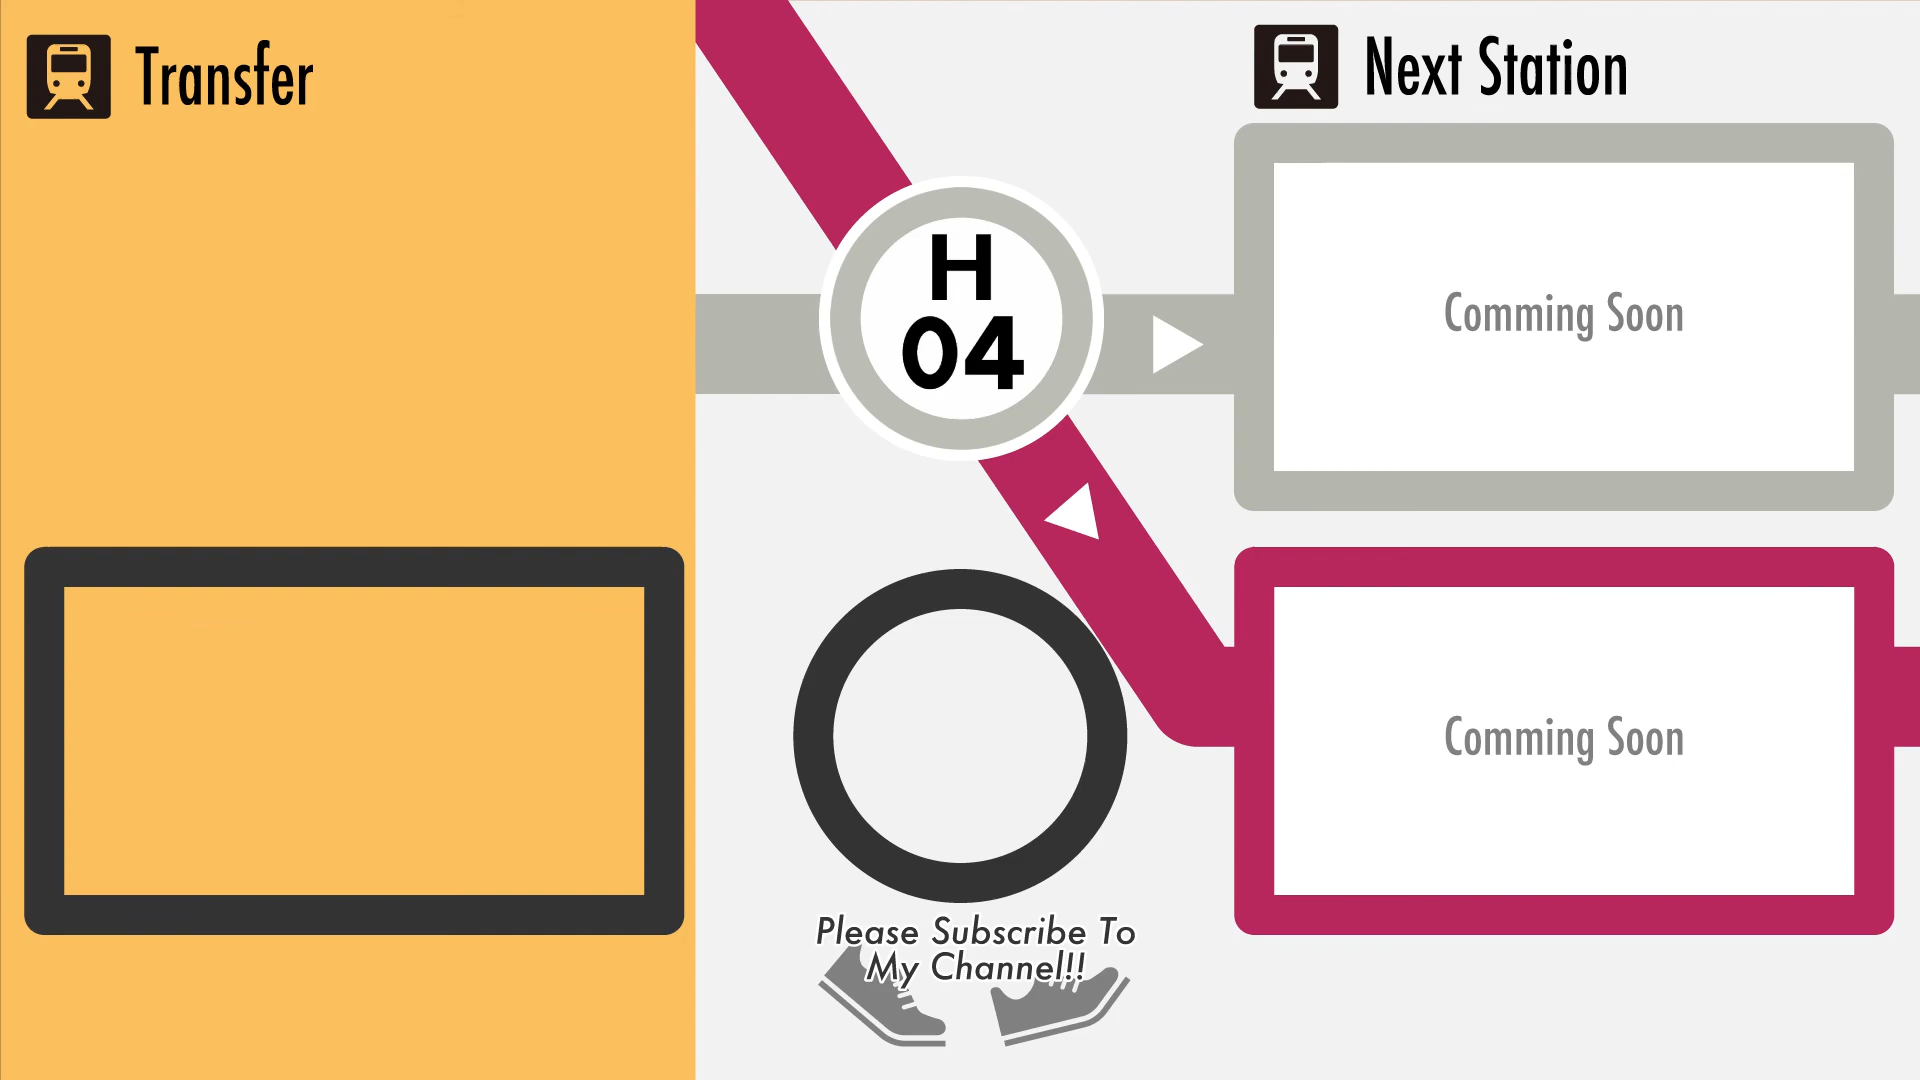 Transfer
Next Station
H
04
Comming Soon
Comming Soon
Please Subscribe To
My Channel!!